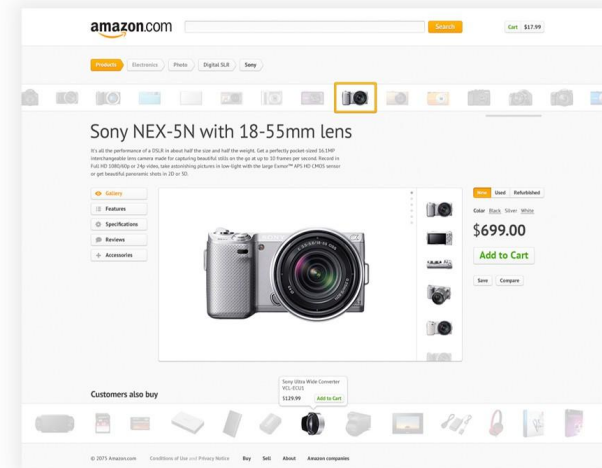 amazon.com
Search
Cart $17.99
Products Electronics Photo Digital SLR Sony
Sony NEX-5N with 18-55mm lens
It's all the performance of a DSLR in about half the size and half the weight. Get a perfectly pocket-sized 16.1MP
interchangeable lens camera made for capturing beautiful stills on the go at up to 10 frames per second. Record in
Full HD 1080/60p or 24p video, take astonishing pictures in low-light with the large Exmor™ APS HD CMOS sensor
or get beautiful panoramic shots in 2D or 3D.
Gallery
Features
Specifications
Reviews
Accessories
New Used Refurbished
Color Black Silver White
$699.00
Add to Cart
Save Compare
Customers also buy
Sony Ultra Wide Converter
VCL-ECU1
$129.99 Add to Cart
Conditions of Use and Privacy Notice Buy Sell About Amazon companies